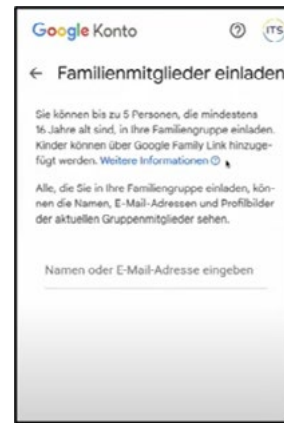 Google Konto
ITS
← Familienmitglieder einladen
Sie können bis zu 5 Personen, die mindestens
16 Jahre alt sind, in Ihre Familiengruppe einladen.
Kinder können über Google Family Link hinzuge-
fügt werden. Weitere Informationen
Alle, die Sie in Ihre Familiengruppe einladen, kön-
nen die Namen, E-Mail-Adressen und Profilbilder
der aktuellen Gruppenmitglieder sehen.
Namen oder E-Mail-Adresse eingeben